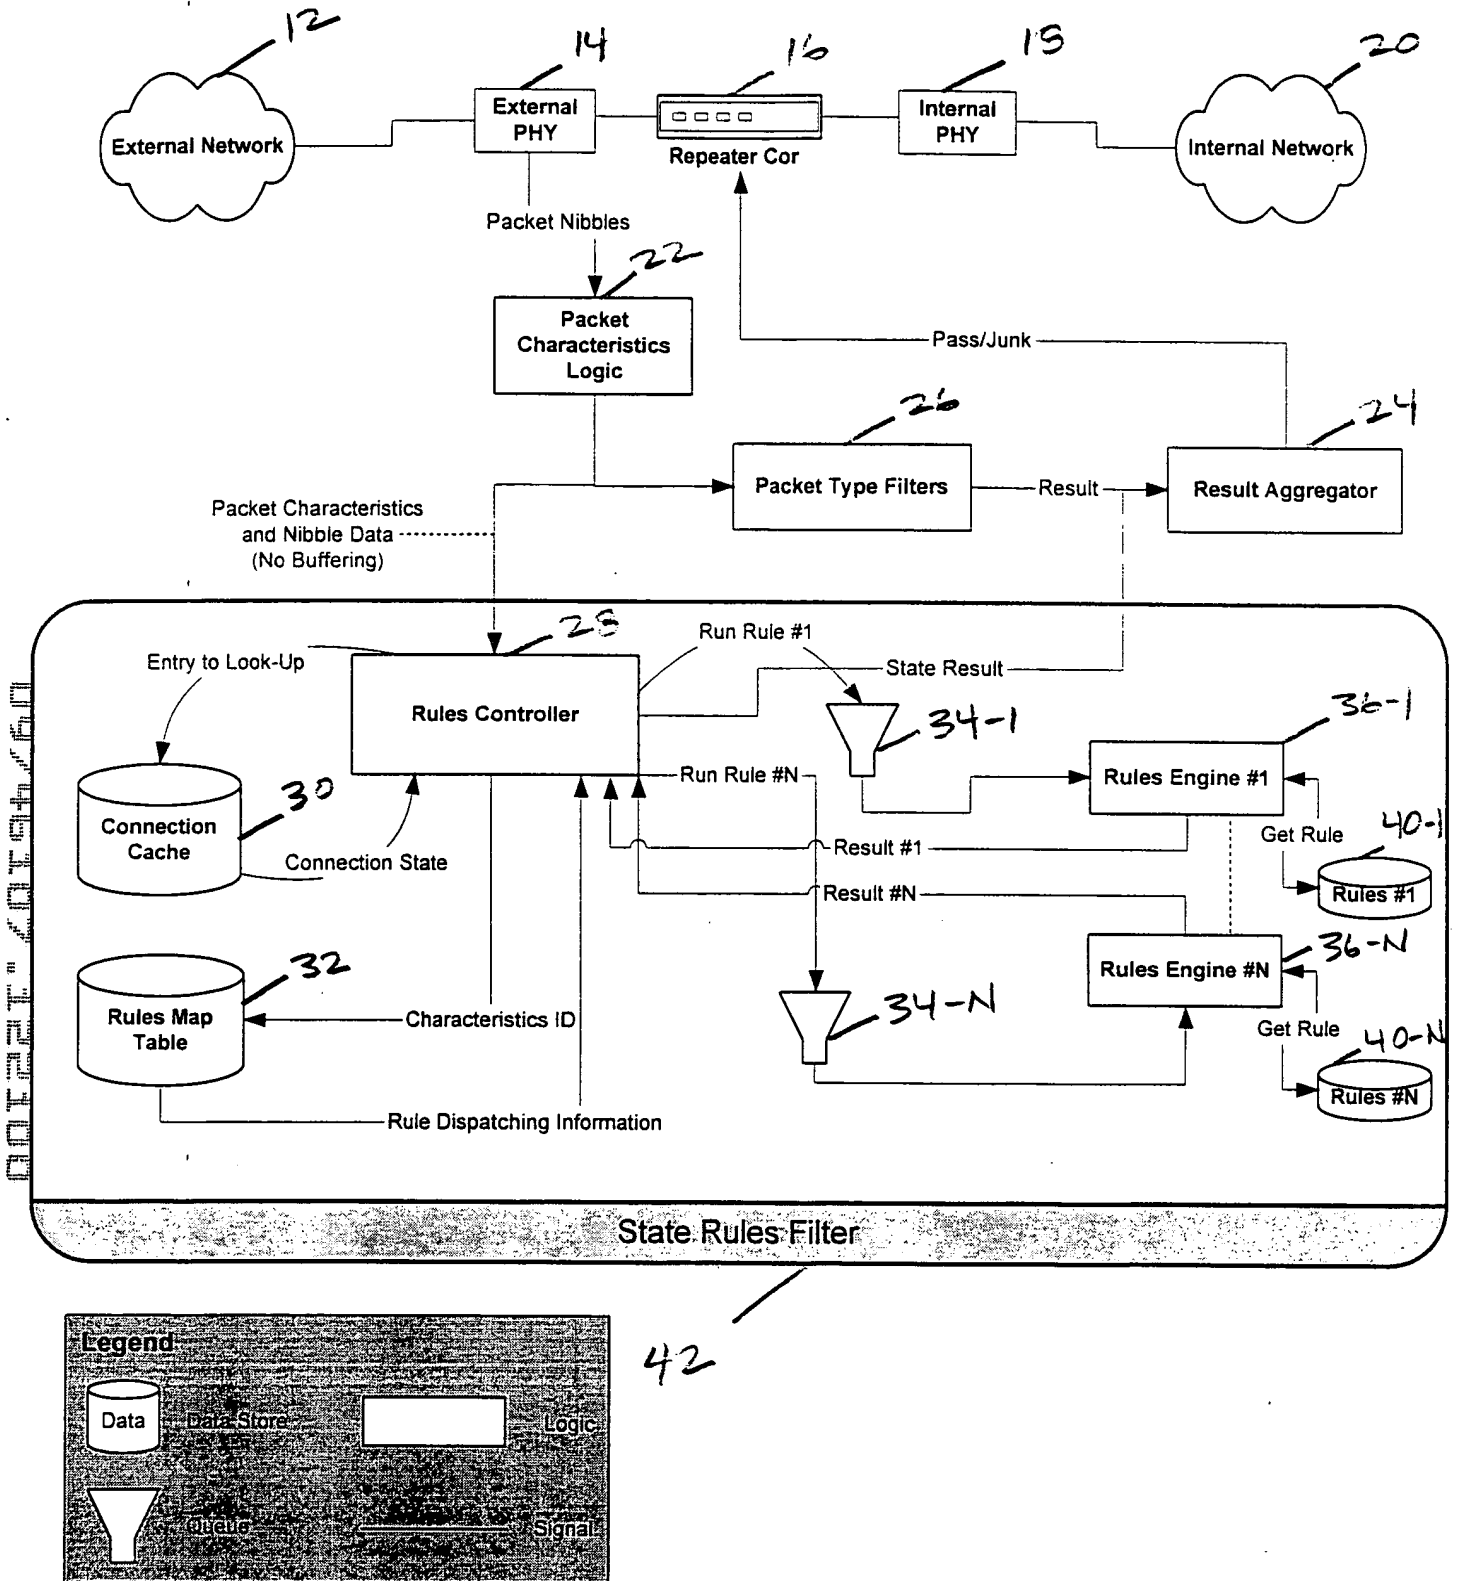 12
14
16
18
20
External Network
External
PHY
Repeater Cor
Internal
PHY
Internal Network
Packet Nibbles
22
Packet
Characteristics
Logic
Pass/Junk
26
24
Packet Type Filters
Result
Result Aggregator
Packet Characteristics
and Nibble Data
(No Buffering)
28
Run Rule #1
Entry to Look-Up
State Result
Rules Controller
34-1
36-1
Run Rule #N
Rules Engine #1
30
Connection
Cache
Connection State
Result #1
Get Rule
40-1
Result #N
Rules #1
32
36-N
Rules Engine #N
34-N
Rules Map
Table
Characteristics ID
Get Rule
40-N
Rules #N
Rule Dispatching Information
State Rules Filter
42
Legend
Data
Data Store
Logic
Queue
Signal